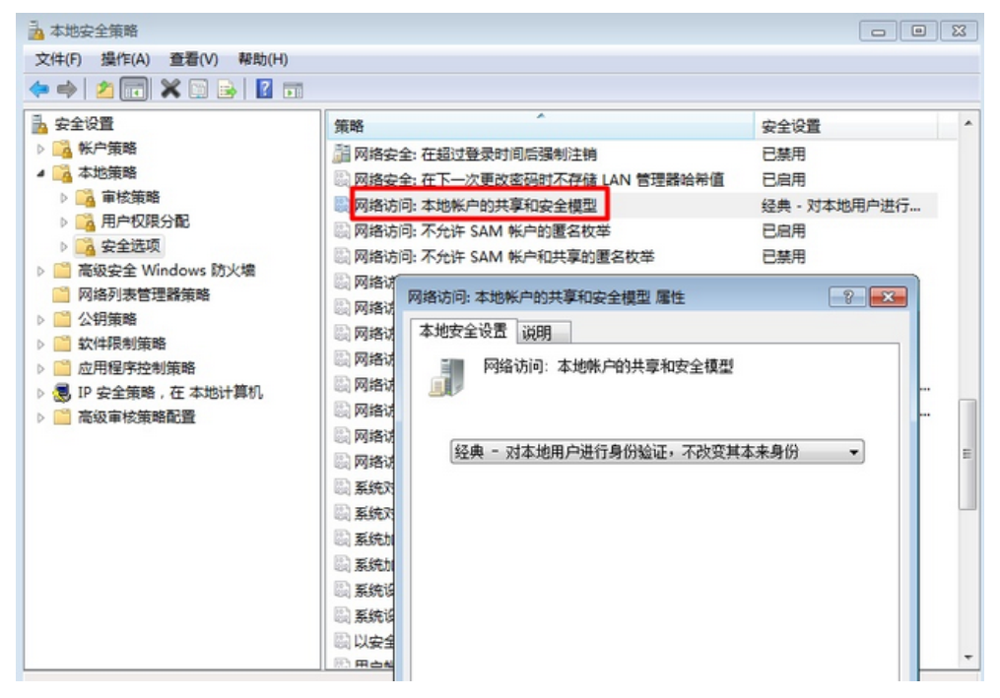 本地安全策略
文件(F) 操作(A) 查看(V) 帮助(H)
安全设置
帐户策略
本地策略
审核策略
用户权限分配
安全选项
高级安全 Windows 防火墙
网络列表管理器策略
公钥策略
软件限制策略
应用程序控制策略
IP 安全策略，在 本地计算机
高级审核策略配置
策略 安全设置
网络安全: 在超过登录时间后强制注销 已禁用
网络安全: 在下一次更改密码时不存储 LAN 管理器哈希值 已启用
网络访问: 本地帐户的共享和安全模型 经典 - 对本地用户进行...
网络访问: 不允许 SAM 帐户的匿名枚举 已启用
网络访问: 不允许 SAM 帐户和共享的匿名枚举 已禁用
网络访
网络访
网络访
网络访
网络访
网络访
网络访
网络访
系统对
系统对
系统加
系统加
系统设
系统设
以安全
网络访问: 本地帐户的共享和安全模型 属性
本地安全设置 说明
网络访问: 本地帐户的共享和安全模型
经典 - 对本地用户进行身份验证，不改变其本来身份